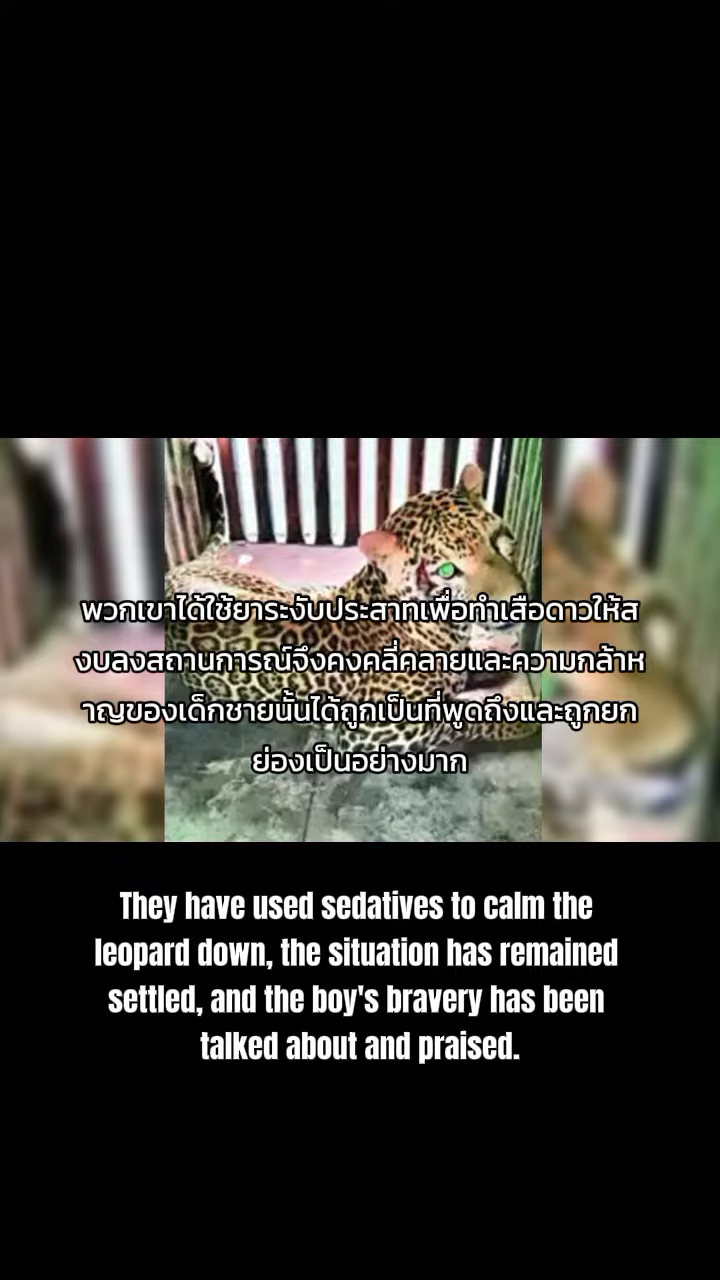 พวกเขาได้ใช้ยาระงับประสาทเพื่อทำเสือดาวให้ส
งบลงสถานการณ์จึงคงคลี่คลายและความกล้าห
าญของเด็กชายนั้นได้ถูกเป็นที่พูดถึงและถูกยก
ย่องเป็นอย่างมาก
They have used sedatives to calm the
leopard down, the situation has remained
settled, and the boy's bravery has been
talked about and praised.